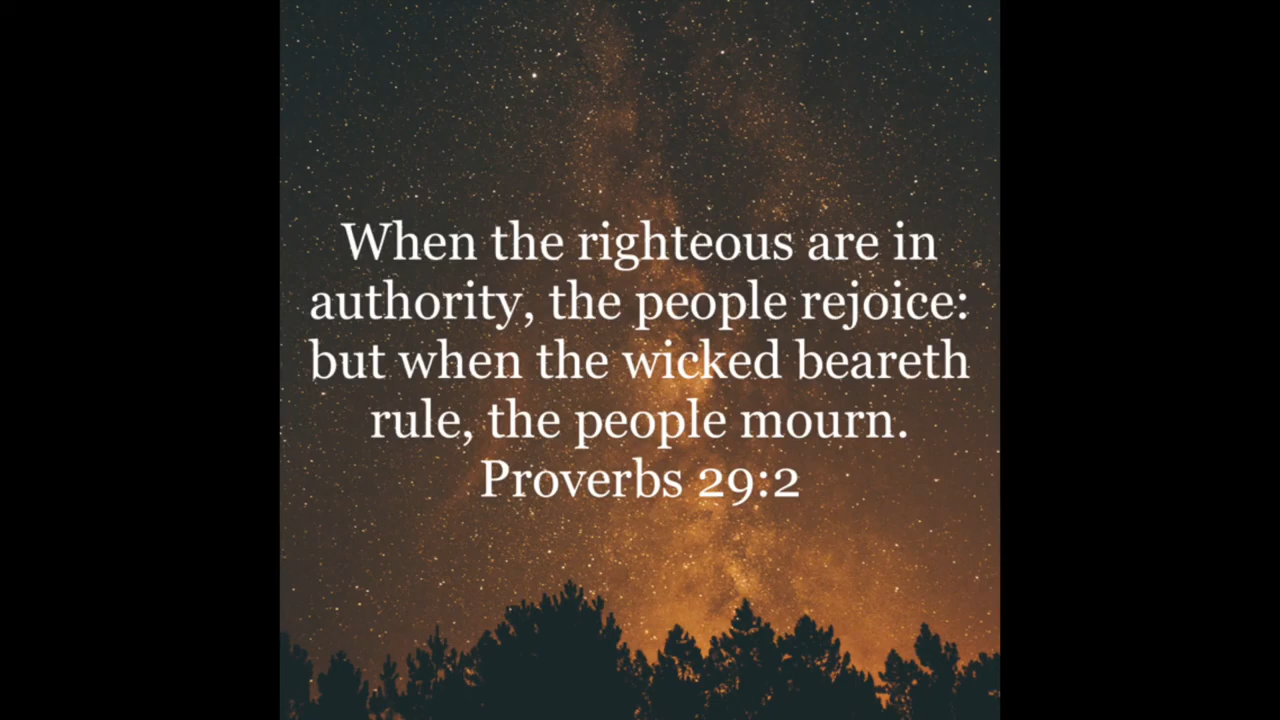 When the righteous are in
authority, the people rejoice:
but when the wicked beareth
rule, the people mourn.
Proverbs 29:2